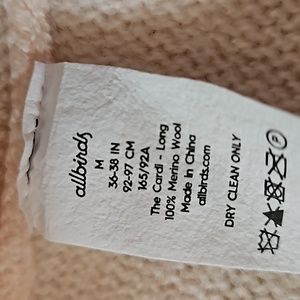 allbirds
M
36-38 IN
92-97 CM
165/92A
The Cardi - Long
100% Merino Wool
Made in China
allbirds.com
DRY CLEAN ONLY